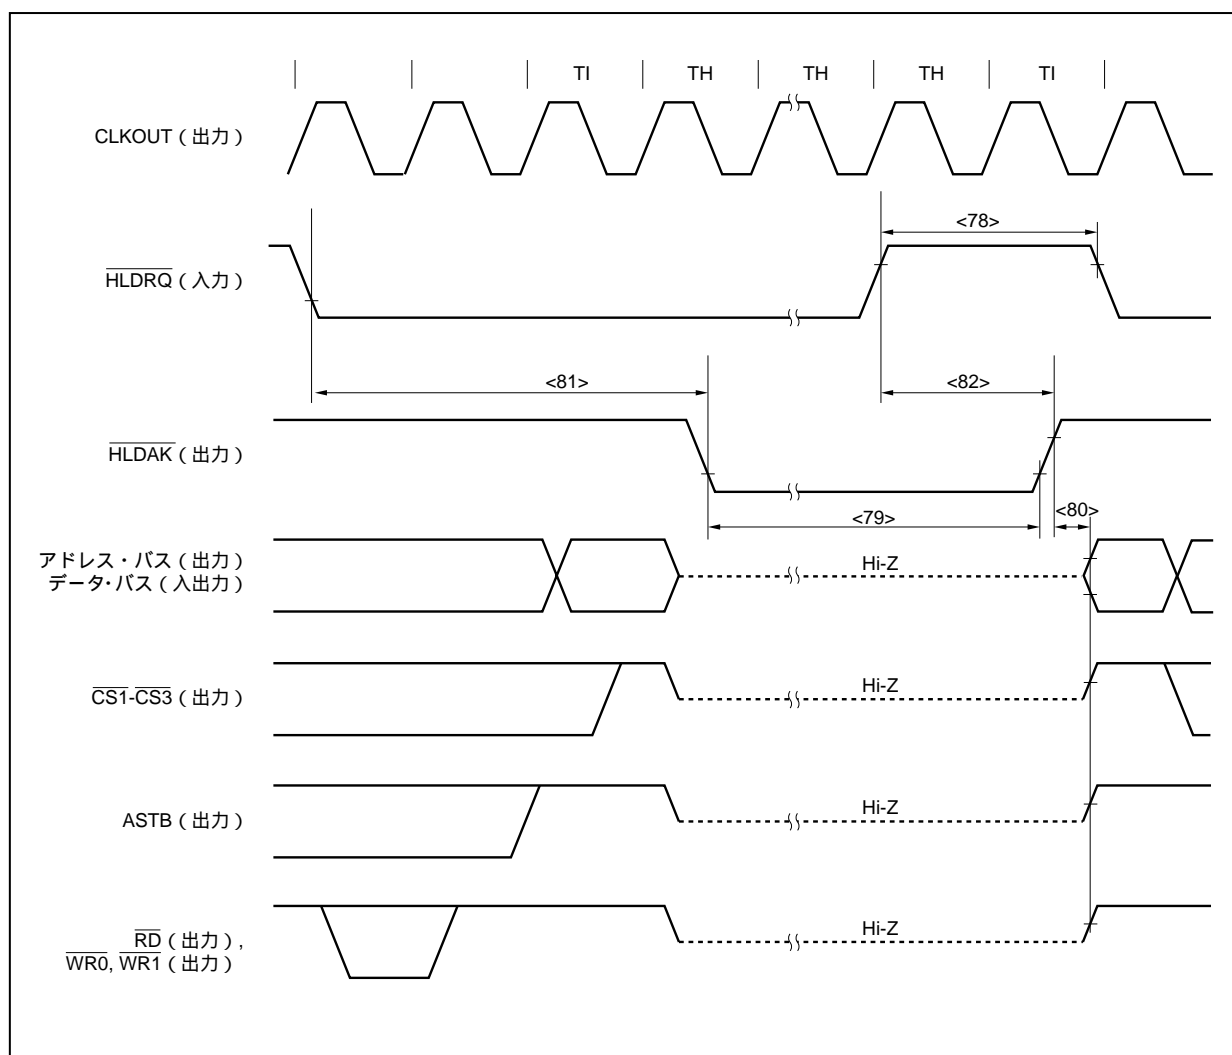 TI TH TH TH TI
CLKOUT（出力）
<78>
HLDRQ（入力）
<81> <82>
HLDAK（出力）
<79> <80>
アドレス・バス（出力）
データ・バス（入出力）
Hi-Z
CS1-CS3（出力）
Hi-Z
ASTB（出力）
Hi-Z
RD（出力）,
WR0, WR1（出力）
Hi-Z